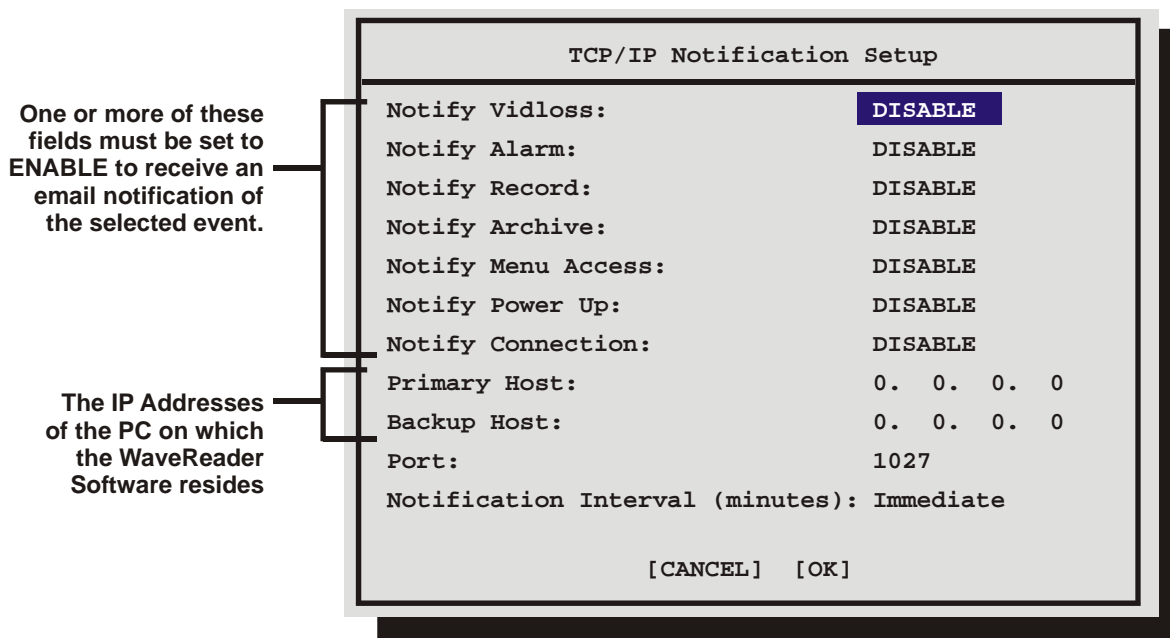 TCP/IP Notification Setup
One or more of these
fields must be set to
ENABLE to receive an
email notification of
the selected event.
Notify Vidloss: DISABLE
Notify Alarm: DISABLE
Notify Record: DISABLE
Notify Archive: DISABLE
Notify Menu Access: DISABLE
Notify Power Up: DISABLE
Notify Connection: DISABLE
The IP Addresses
of the PC on which
the WaveReader
Software resides
Primary Host: 0. 0. 0. 0
Backup Host: 0. 0. 0. 0
Port: 1027
Notification Interval (minutes): Immediate
[CANCEL] [OK]